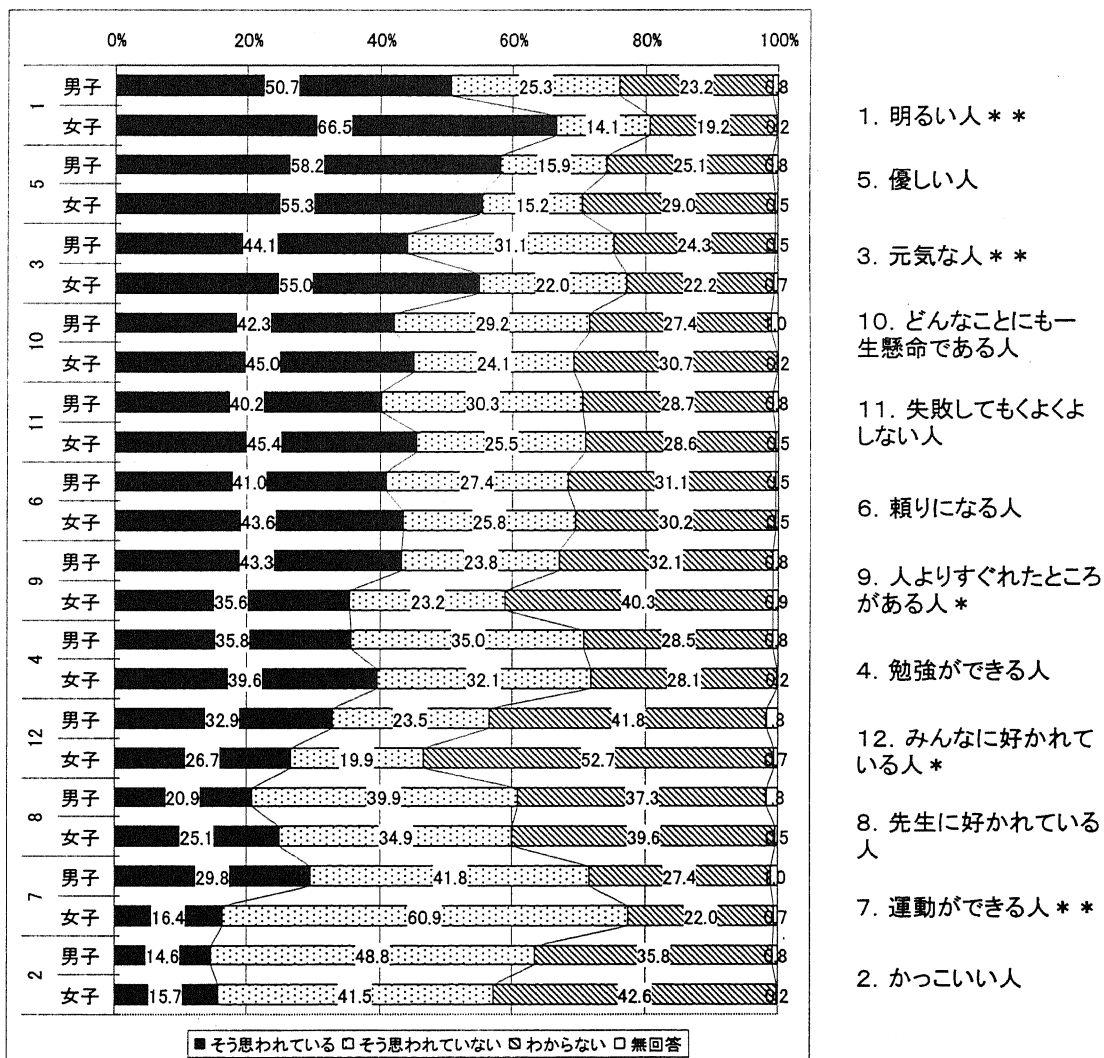 0% 20% 40% 60% 80% 100%
1
男子 50.7 25.3 23.2 0.8
女子 66.5 14.1 19.2 0.2
5
男子 58.2 15.9 25.1 0.8
女子 55.3 15.2 29.0 0.5
3
男子 44.1 31.1 24.3 0.5
女子 55.0 22.0 22.2 0.7
10
男子 42.3 29.2 27.4 1.0
女子 45.0 24.1 30.7 0.2
11
男子 40.2 30.3 28.7 0.8
女子 45.4 25.5 28.6 0.5
6
男子 41.0 27.4 31.1 0.5
女子 43.6 25.8 30.2 0.5
9
男子 43.3 23.8 32.1 0.8
女子 35.6 23.2 40.3 0.9
4
男子 35.8 35.0 28.5 0.8
女子 39.6 32.1 28.1 0.2
12
男子 32.9 23.5 41.8 1.8
女子 26.7 19.9 52.7 0.7
8
男子 20.9 39.9 37.3 1.8
女子 25.1 34.9 39.6 0.5
7
男子 29.8 41.8 27.4 1.0
女子 16.4 60.9 22.0 0.7
2
男子 14.6 48.8 35.8 0.8
女子 15.7 41.5 42.6 0.2
そう思われている そう思われていない わからない 無回答
1. 明るい人**
5. 優しい人
3. 元気な人**
10. どんなことにも一
生懸命である人
11. 失敗してもくよくよ
しない人
6. 頼りになる人
9. 人よりすぐれたところ
がある人*
4. 勉強ができる人
12. みんなに好かれて
いる人*
8. 先生に好かれている
人
7. 運動ができる人**
2. かっこいい人